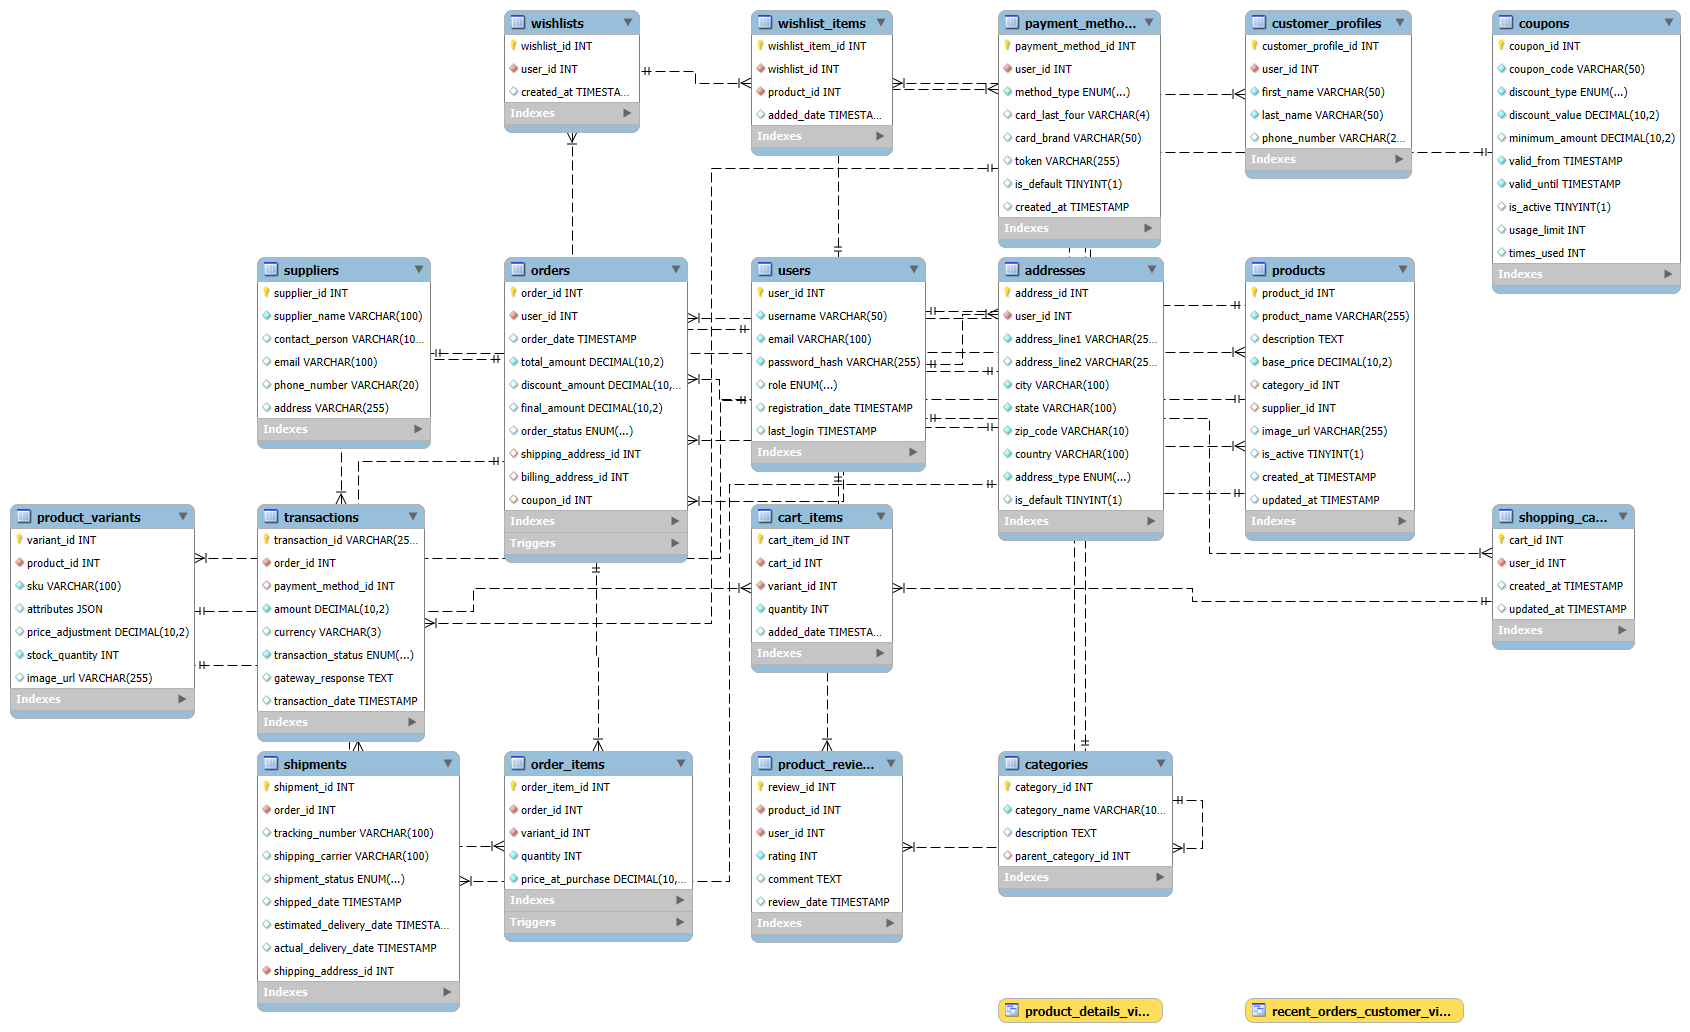 wishlists
wishlist_id INT
user_id INT
created_at TIMESTA...
Indexes
wishlist_items
wishlist_item_id INT
wishlist_id INT
product_id INT
added_date TIMESTA...
Indexes
payment_metho...
payment_method_id INT
user_id INT
method_type ENUM(...)
card_last_four VARCHAR(4)
card_brand VARCHAR(50)
token VARCHAR(255)
is_default TINYINT(1)
created_at TIMESTAMP
Indexes
customer_profiles
customer_profile_id INT
user_id INT
first_name VARCHAR(50)
last_name VARCHAR(50)
phone_number VARCHAR(2...
Indexes
coupons
coupon_id INT
coupon_code VARCHAR(50)
discount_type ENUM(...)
discount_value DECIMAL(10,2)
minimum_amount DECIMAL(10,2)
valid_from TIMESTAMP
valid_until TIMESTAMP
is_active TINYINT(1)
usage_limit INT
times_used INT
Indexes
suppliers
supplier_id INT
supplier_name VARCHAR(100)
contact_person VARCHAR(10...
email VARCHAR(100)
phone_number VARCHAR(20)
address VARCHAR(255)
Indexes
orders
order_id INT
user_id INT
order_date TIMESTAMP
total_amount DECIMAL(10,2)
discount_amount DECIMAL(10,...
final_amount DECIMAL(10,2)
order_status ENUM(...)
shipping_address_id INT
billing_address_id INT
coupon_id INT
Indexes
Triggers
users
user_id INT
username VARCHAR(50)
email VARCHAR(100)
password_hash VARCHAR(255)
role ENUM(...)
registration_date TIMESTAMP
last_login TIMESTAMP
Indexes
addresses
address_id INT
user_id INT
address_line1 VARCHAR(25...
address_line2 VARCHAR(25...
city VARCHAR(100)
state VARCHAR(100)
zip_code VARCHAR(10)
country VARCHAR(100)
address_type ENUM(...)
is_default TINYINT(1)
Indexes
products
product_id INT
product_name VARCHAR(255)
description TEXT
base_price DECIMAL(10,2)
category_id INT
supplier_id INT
image_url VARCHAR(255)
is_active TINYINT(1)
created_at TIMESTAMP
updated_at TIMESTAMP
Indexes
product_variants
variant_id INT
product_id INT
sku VARCHAR(100)
attributes JSON
price_adjustment DECIMAL(10,2)
stock_quantity INT
image_url VARCHAR(255)
Indexes
transactions
transaction_id VARCHAR(25...
order_id INT
payment_method_id INT
amount DECIMAL(10,2)
currency VARCHAR(3)
transaction_status ENUM(...)
gateway_response TEXT
transaction_date TIMESTAMP
Indexes
cart_items
cart_item_id INT
cart_id INT
variant_id INT
quantity INT
added_date TIMESTA...
Indexes
shopping_ca...
cart_id INT
user_id INT
created_at TIMESTAMP
updated_at TIMESTAMP
Indexes
shipments
shipment_id INT
order_id INT
tracking_number VARCHAR(100)
shipping_carrier VARCHAR(100)
shipment_status ENUM(...)
shipped_date TIMESTAMP
estimated_delivery_date TIMESTA...
actual_delivery_date TIMESTAMP
shipping_address_id INT
Indexes
order_items
order_item_id INT
order_id INT
variant_id INT
quantity INT
price_at_purchase DECIMAL(10,...
Indexes
Triggers
product_revie...
review_id INT
product_id INT
user_id INT
rating INT
comment TEXT
review_date TIMESTAMP
Indexes
categories
category_id INT
category_name VARCHAR(10...
description TEXT
parent_category_id INT
Indexes
product_details_vi...
recent_orders_customer_vi...